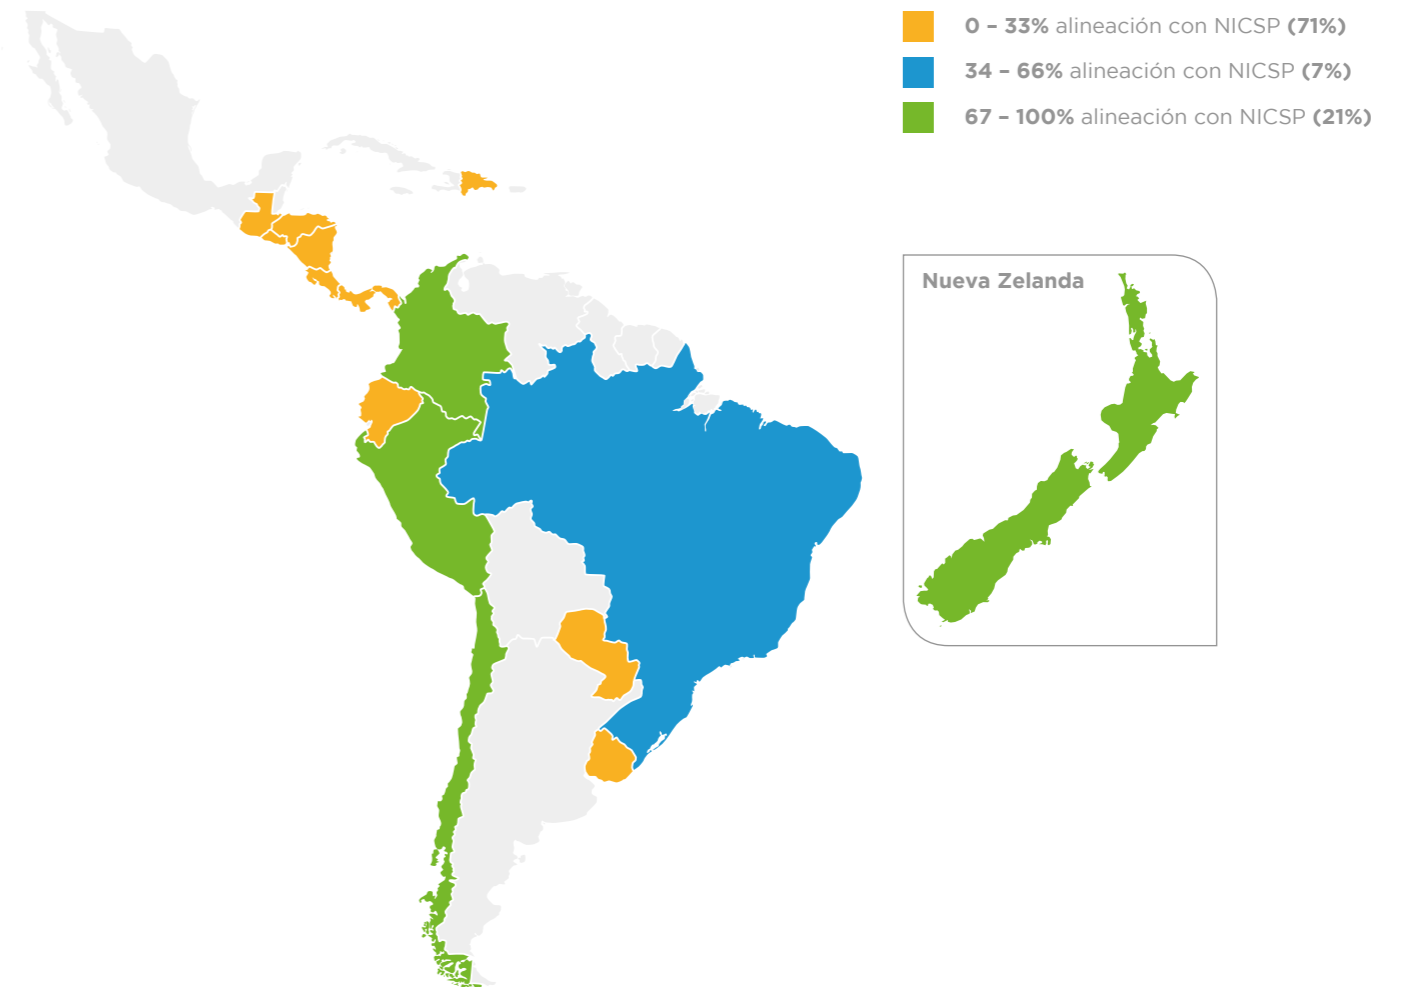 0 – 33% alineación con NICSP (71%)
34 – 66% alineación con NICSP (7%)
67 – 100% alineación con NICSP (21%)
Nueva Zelanda